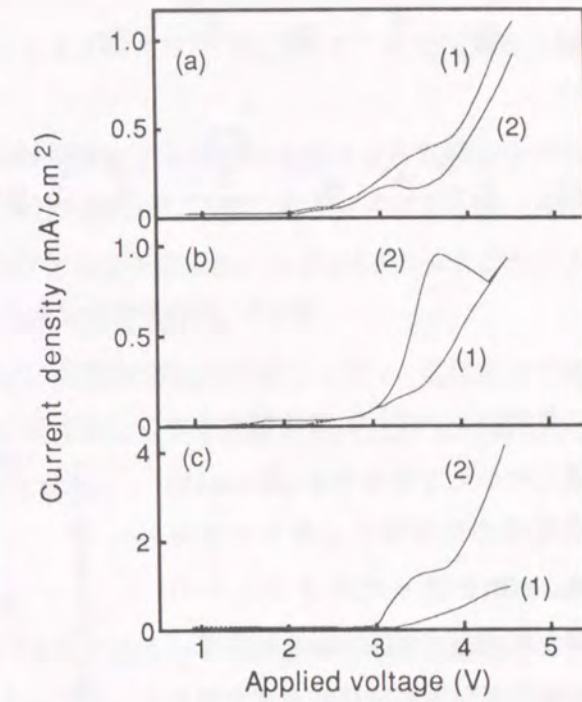 Current density (mA/cm²)
1.0
0.5
0
(a)
(1)
(2)
1.0
0.5
0
(b)
(2)
(1)
4
2
0
(c)
(2)
(1)
1 2 3 4 5
Applied voltage (V)